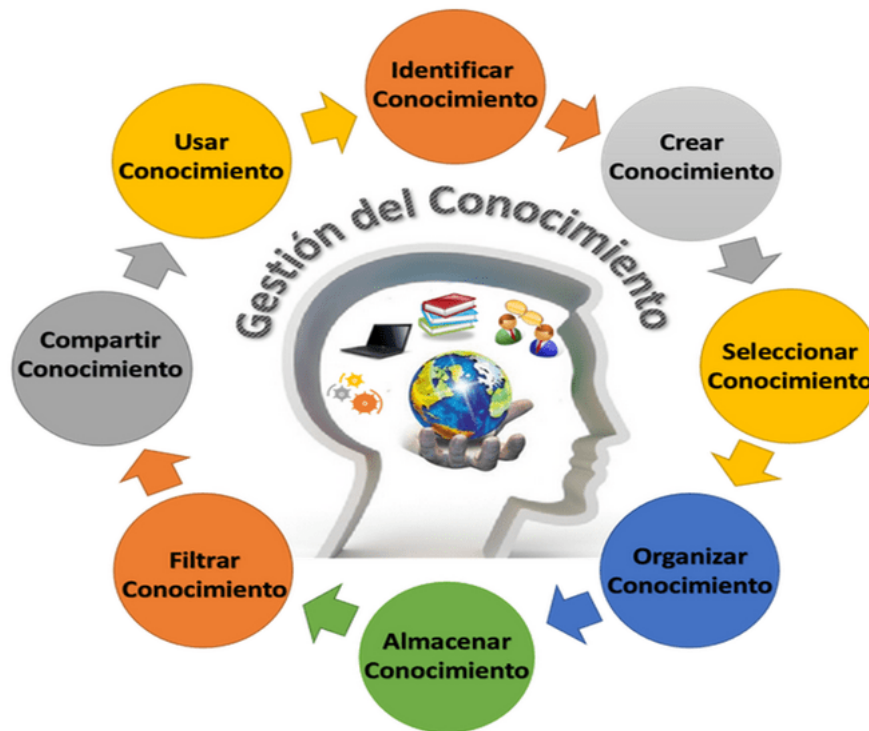 Identificar
Conocimiento
Crear
Conocimiento
Seleccionar
Conocimiento
Organizar
Conocimiento
Almacenar
Conocimiento
Filtrar
Conocimiento
Compartir
Conocimiento
Usar
Conocimiento
Gestión del Conocimiento